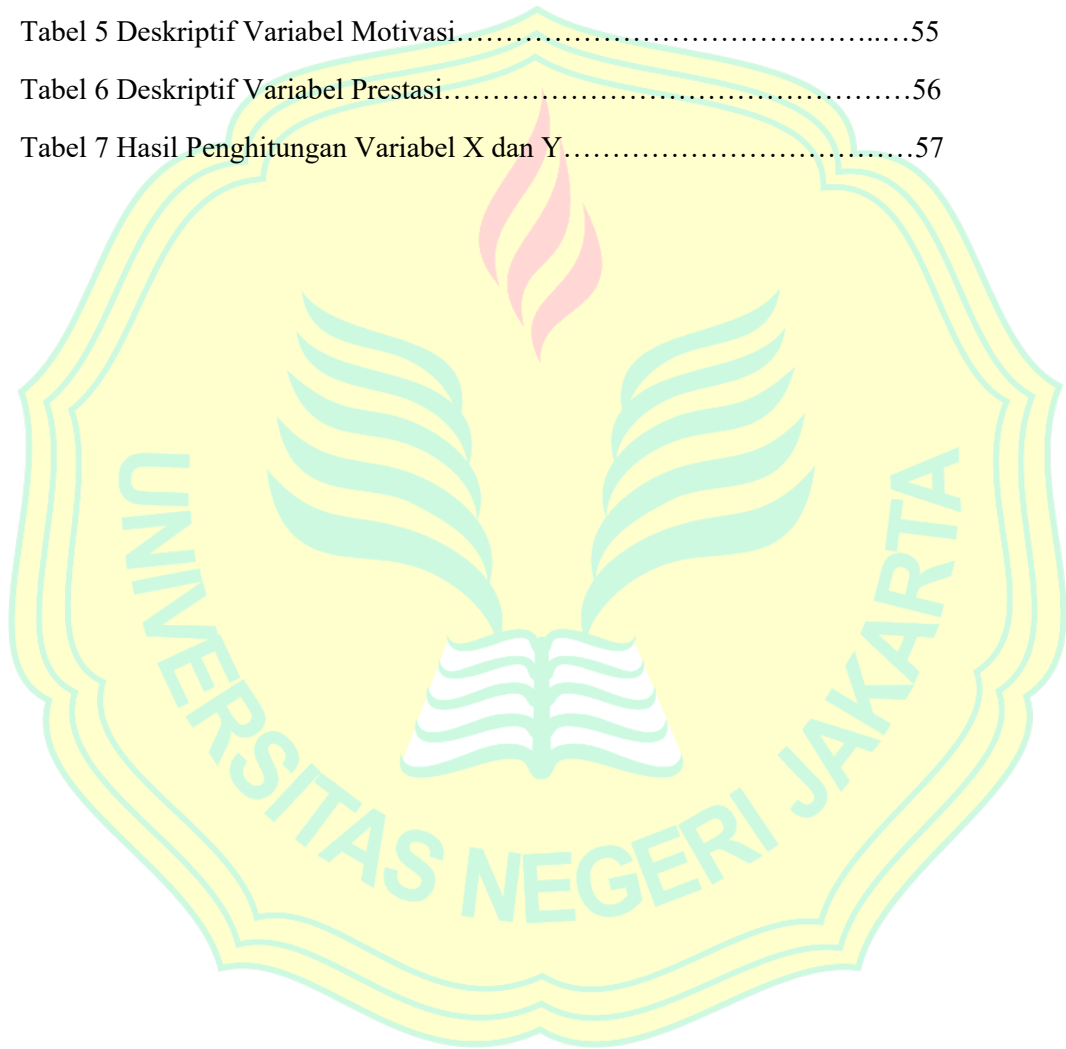 Tabel 5 Deskriptif Variabel Motivasi…………………………………………..…55
Tabel 6 Deskriptif Variabel Prestasi……………………………………………56
Tabel 7 Hasil Penghitungan Variabel X dan Y………………………………57
UNIVERSITAS NEGERI JAKARTA